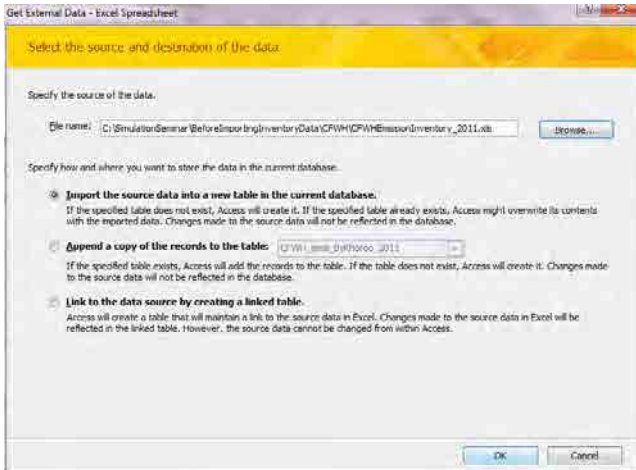 Get External Data - Excel Spreadsheet
Select the source and destination of the data
Specify the source of the data.
File name: C:\SimulationSeminar\BeforeImportingInventoryData\CFWH\CFWHEmissionInventory_2011.xls Browse...
Specify how and where you want to store the data in the current database.
Import the source data into a new table in the current database.
If the specified table does not exist, Access will create it. If the specified table already exists, Access might overwrite its contents
with the imported data. Changes made to the source data will not be reflected in the database.
Append a copy of the records to the table:
If the specified table exists, Access will add the records to the table. If the table does not exist, Access will create it. Changes made
to the source data will not be reflected in the database.
Link to the data source by creating a linked table.
Access will create a table that will maintain a link to the source data in Excel. Changes made to the source data in Excel will be
reflected in the linked table. However, the source data cannot be changed from within Access.
OK Cancel